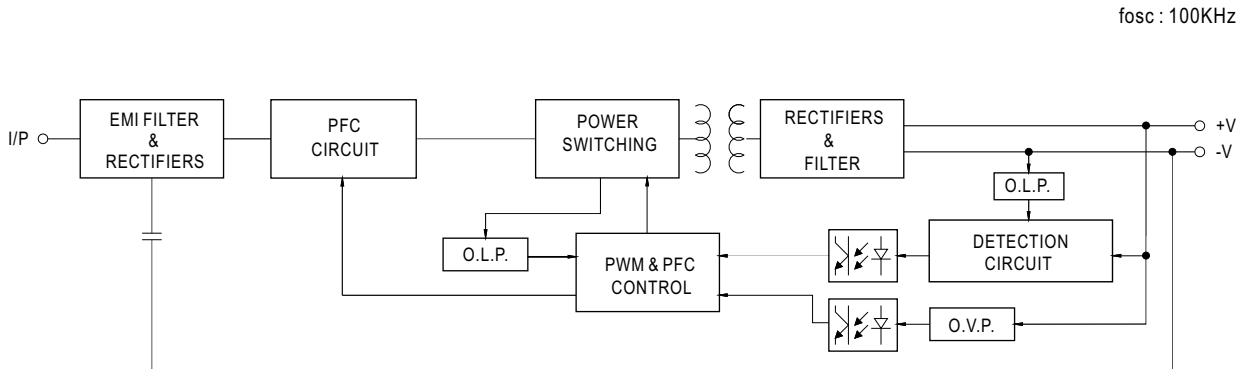 fosc : 100KHz
I/P
EMI FILTER
&
RECTIFIERS
PFC
CIRCUIT
POWER
SWITCHING
RECTIFIERS
&
FILTER
+V
-V
O.L.P.
O.L.P.
PWM & PFC
CONTROL
DETECTION
CIRCUIT
O.V.P.